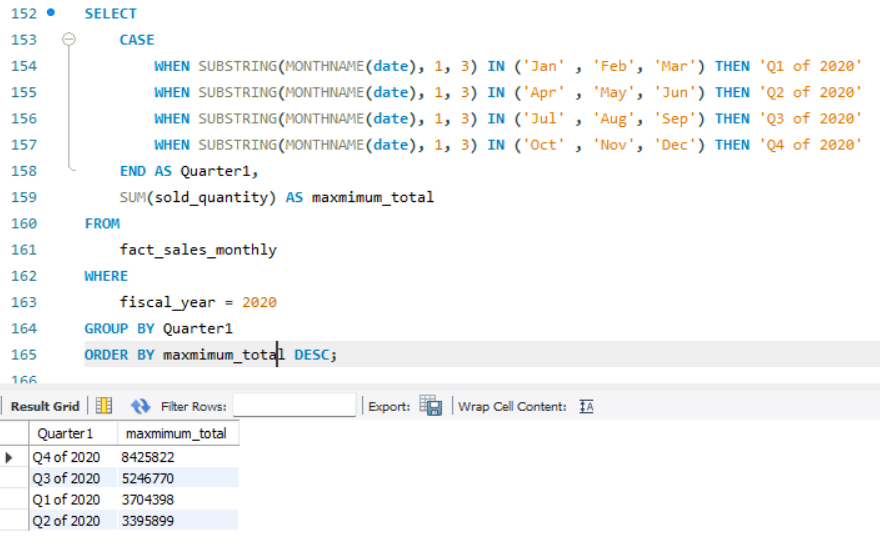 152 SELECT
153 CASE
154 WHEN SUBSTRING(MONTHNAME(date), 1, 3) IN ('Jan' , 'Feb', 'Mar') THEN 'Q1 of 2020'
155 WHEN SUBSTRING(MONTHNAME(date), 1, 3) IN ('Apr' , 'May', 'Jun') THEN 'Q2 of 2020'
156 WHEN SUBSTRING(MONTHNAME(date), 1, 3) IN ('Jul' , 'Aug', 'Sep') THEN 'Q3 of 2020'
157 WHEN SUBSTRING(MONTHNAME(date), 1, 3) IN ('Oct' , 'Nov', 'Dec') THEN 'Q4 of 2020'
158 END AS Quarter1,
159 SUM(sold_quantity) AS maxmimum_total
160 FROM
161 fact_sales_monthly
162 WHERE
163 fiscal_year = 2020
164 GROUP BY Quarter1
165 ORDER BY maxmimum_total DESC;
166
Result Grid Filter Rows: Export: Wrap Cell Content: IA
Quarter1 maxmimum_total
Q4 of 2020 8425822
Q3 of 2020 5246770
Q1 of 2020 3704398
Q2 of 2020 3395899